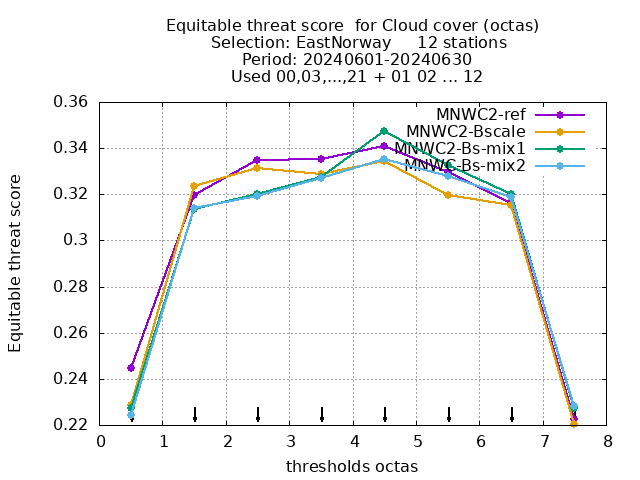 Equitable threat score  for Cloud cover (octas)
Selection: EastNorway     12 stations
Period: 20240601-20240630
Used 00,03,...,21 + 01 02 ... 12
Equitable threat score
0.36
0.34
0.32
0.3
0.28
0.26
0.24
0.22
MNWC2-ref
MNWC2-Bscale
MNWC2-Bs-mix1
MNWC-Bs-mix2
0 1 2 3 4 5 6 7 8
thresholds octas